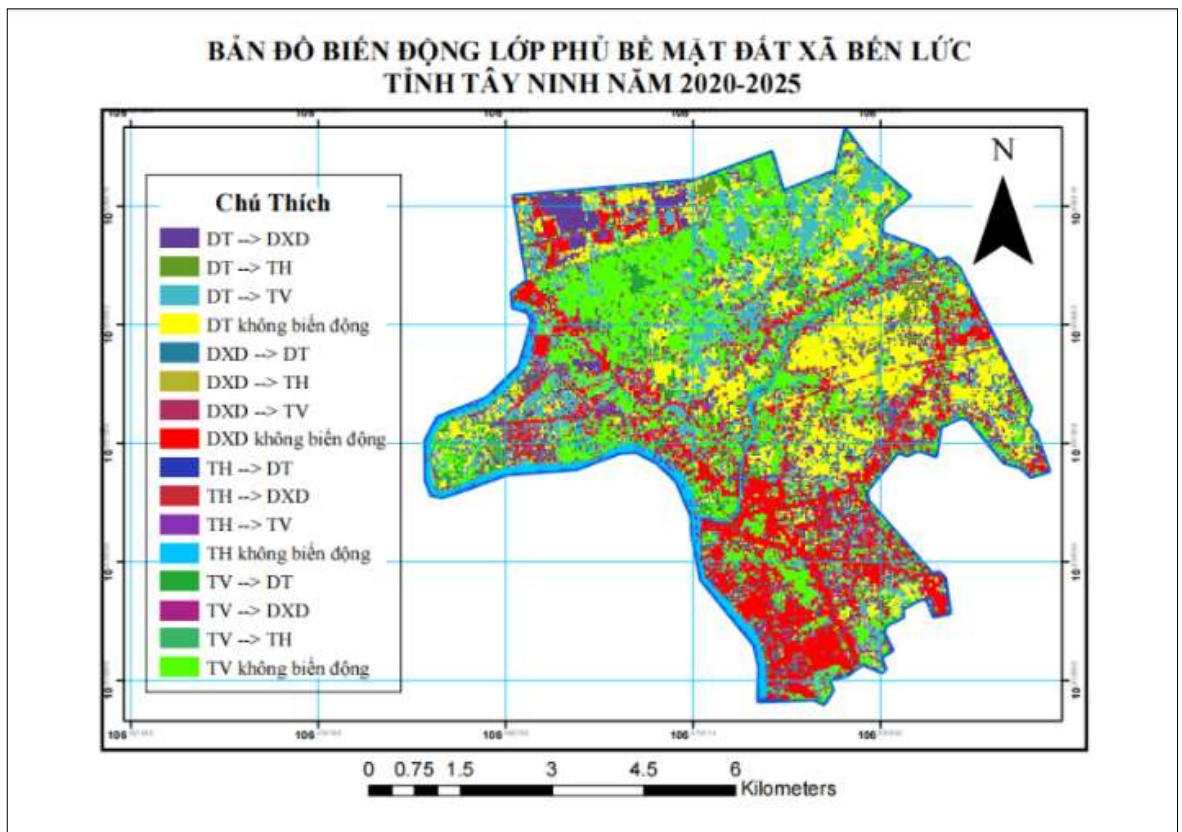 BẢN ĐỒ BIẾN ĐỘNG LỚP PHỦ BỀ MẶT ĐẤT XÃ BẾN LỨC
TỈNH TÂY NINH NĂM 2020-2025
N
Chú Thích
DT --> DXD
DT --> TH
DT --> TV
DT không biến động
DXD --> DT
DXD --> TH
DXD --> TV
DXD không biến động
TH --> DT
TH --> DXD
TH --> TV
TH không biến động
TV --> DT
TV --> DXD
TV --> TH
TV không biến động
0 0.75 1.5 3 4.5 6
Kilometers